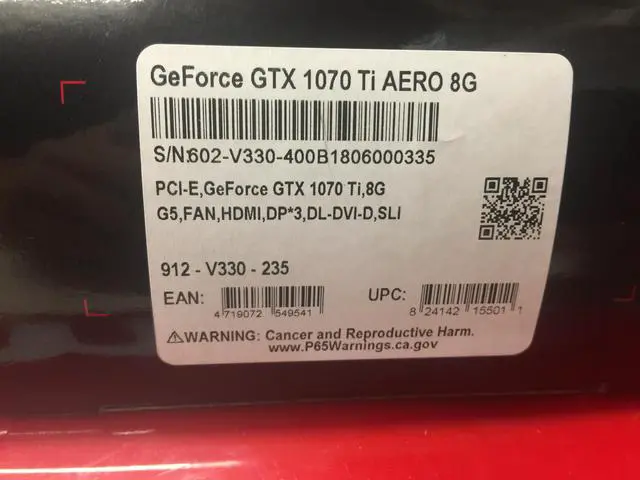 GeForce GTX 1070 Ti AERO 8G
S/N:602-V330-400B1806000335
PCI-E,GeForce GTX 1070 Ti,8G
G5,FAN,HDMI,DP*3,DL-DVI-D,SLI
912 - V330 - 235
EAN: 4 719072 549541
UPC: 8 24142 15501 1
⚠WARNING: Cancer and Reproductive Harm.
www.P65Warnings.ca.gov